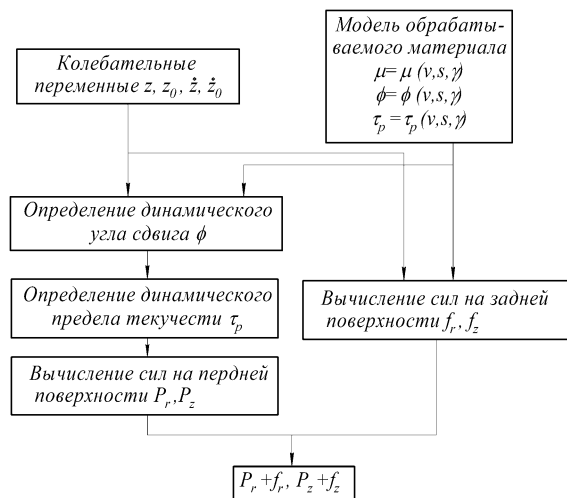 Колебательные
переменные z, z₀, ż, ż₀
Модель обрабаты-
ваемого материала
μ= μ (v,s,γ)
ϕ= ϕ (v,s,γ)
τₚ = τₚ (v,s,γ)
Определение динамического
угла сдвига ϕ
Определение динамического
предела текучести τₚ
Вычисление сил на задней
поверхности fᵣ, f_z
Вычисление сил на пердней
поверхности Pᵣ,P_z
Pᵣ+fᵣ, P_z+f_z